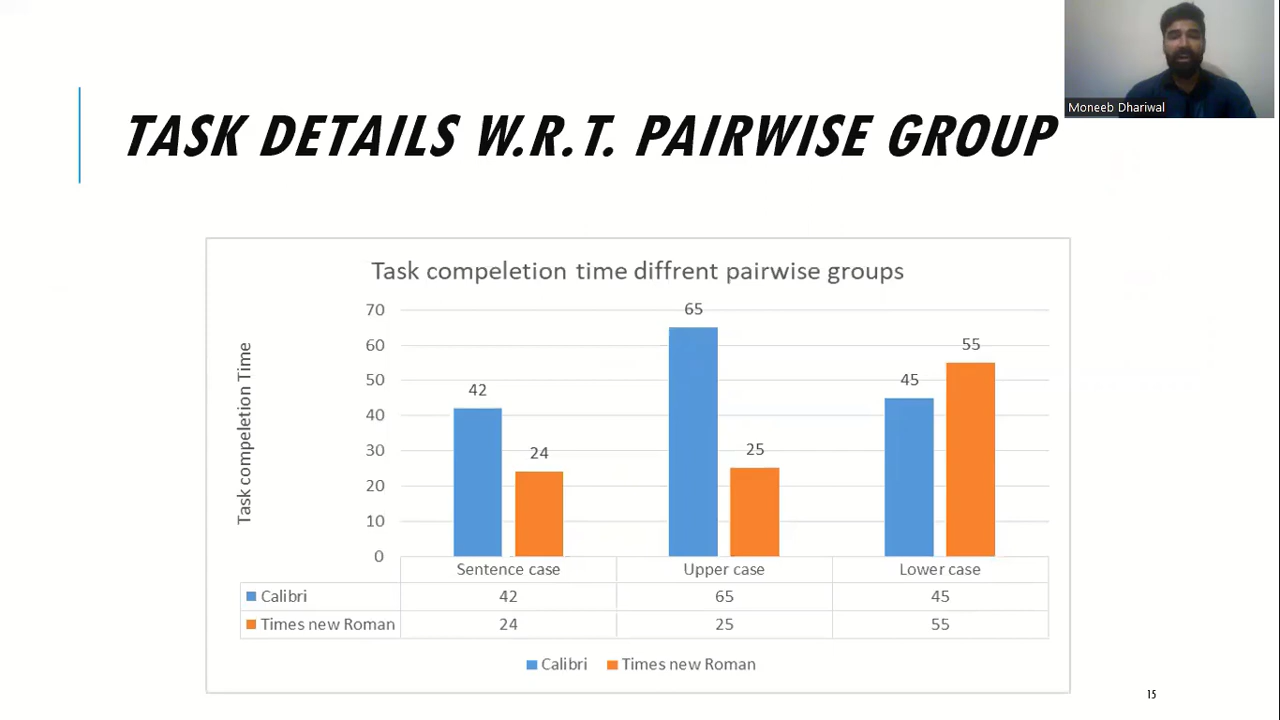 Moneeb Dhariwal
TASK DETAILS W.R.T. PAIRWISE GROUP
Task compeletion time diffrent pairwise groups
Task compeletion Time
70
60
50
40
30
20
10
0
42
24
65
25
45
55
Sentence case Upper case Lower case
Calibri 42 65 45
Times new Roman 24 25 55
Calibri Times new Roman
15